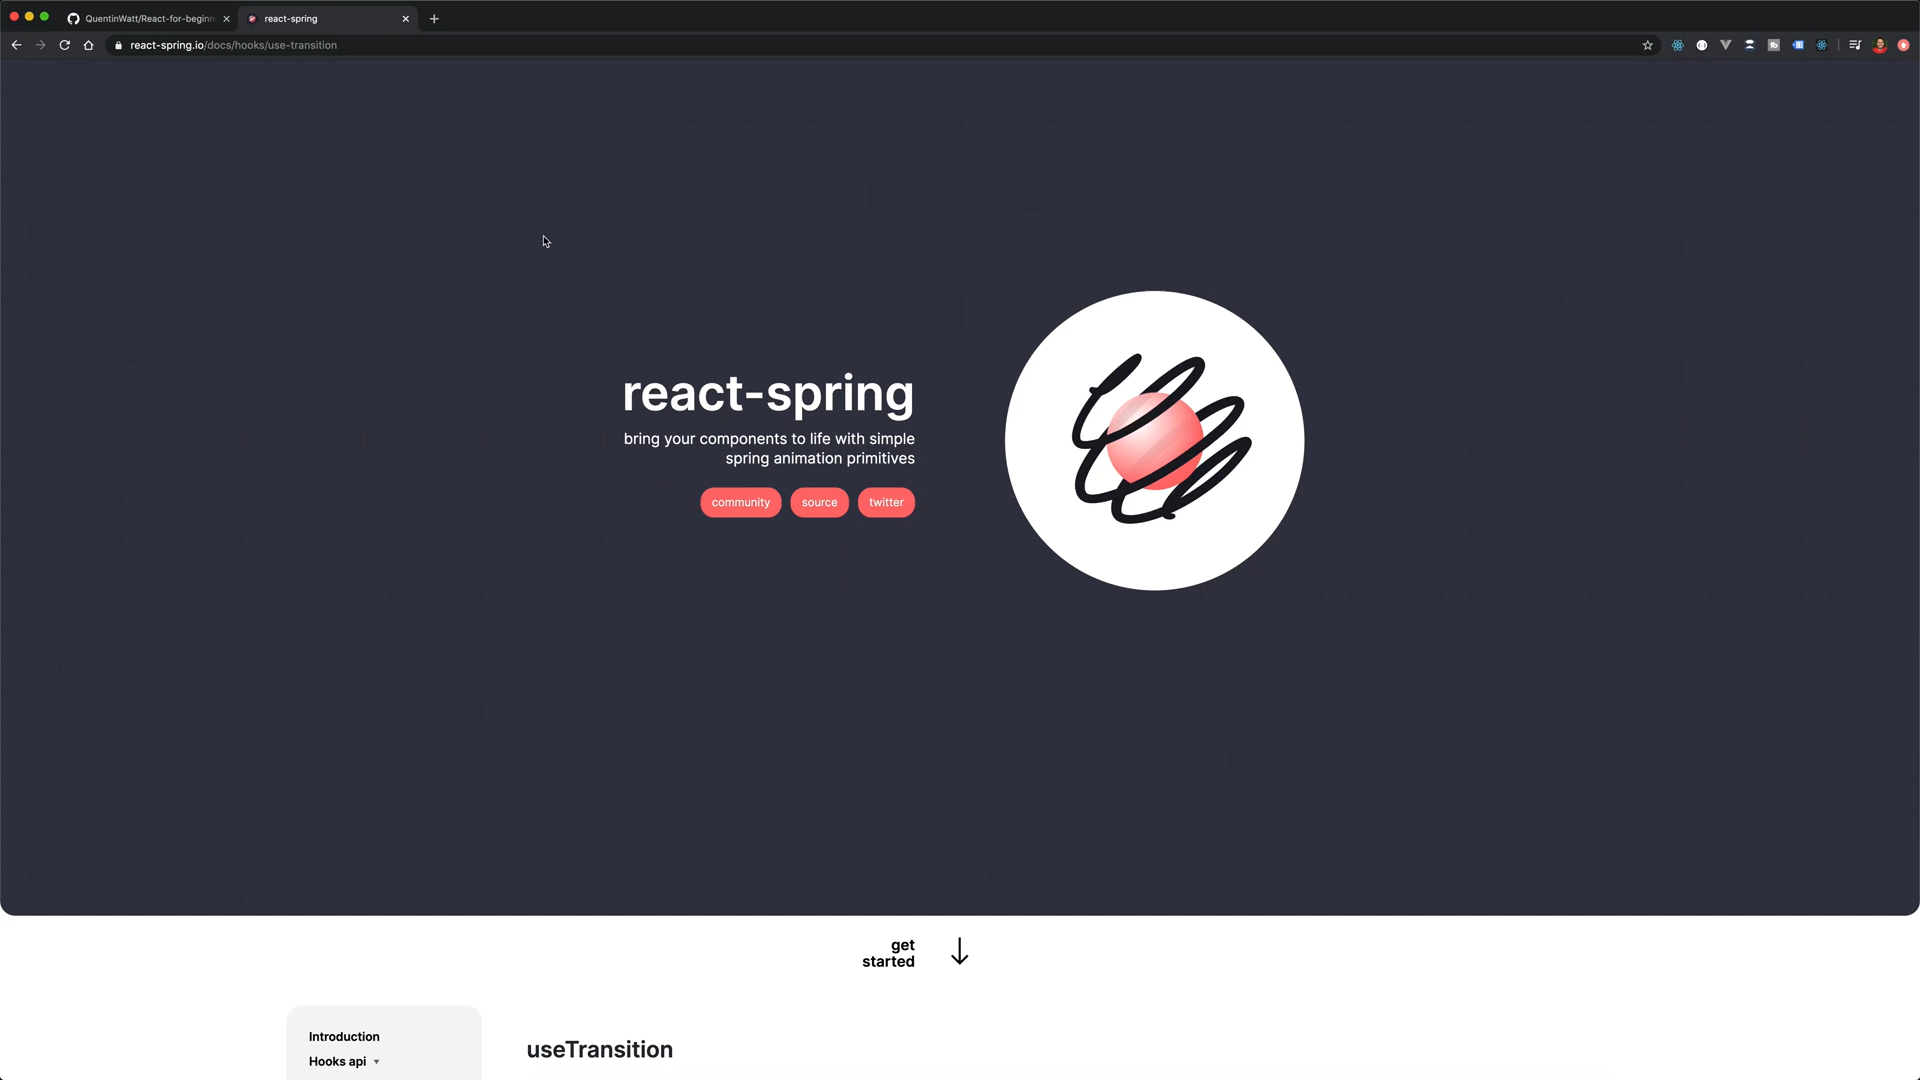 QuentinWatt/React-for-beginn
react-spring
react-spring.io/docs/hooks/use-transition
react-spring
bring your components to life with simple
spring animation primitives
community
source
twitter
get
started
Introduction
Hooks api
useTransition